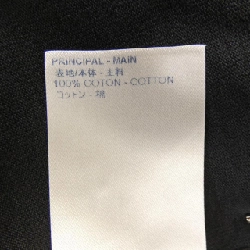 PRINCIPAL - MAIN
表地/本体 - 主料
100% COTON - COTTON
コットン - 棉